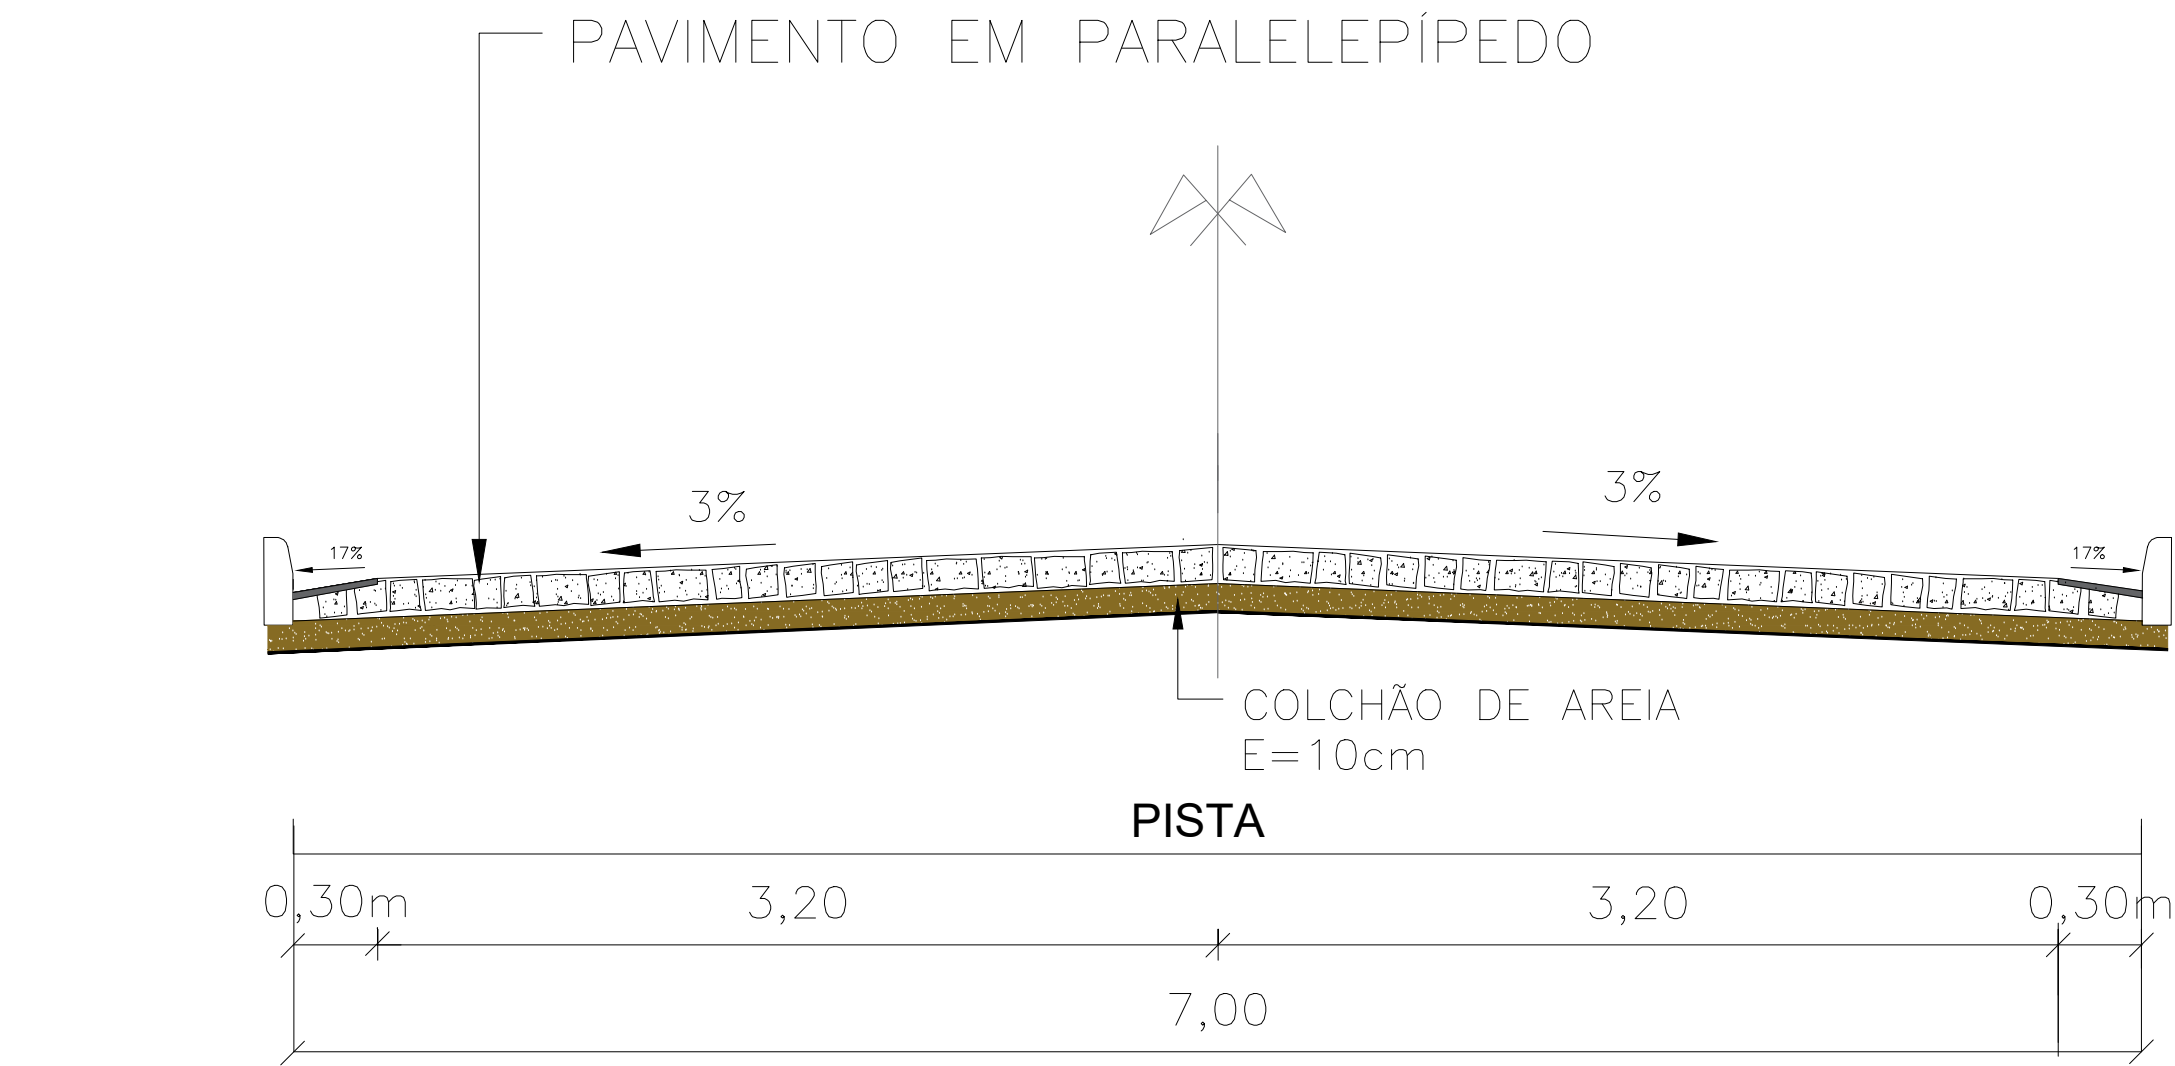 PAVIMENTO EM PARALELEPÍPEDO
3%
3%
17%
17%
COLCHÃO DE AREIA
E=10cm
PISTA
0,30m
3,20
3,20
0,30m
7,00